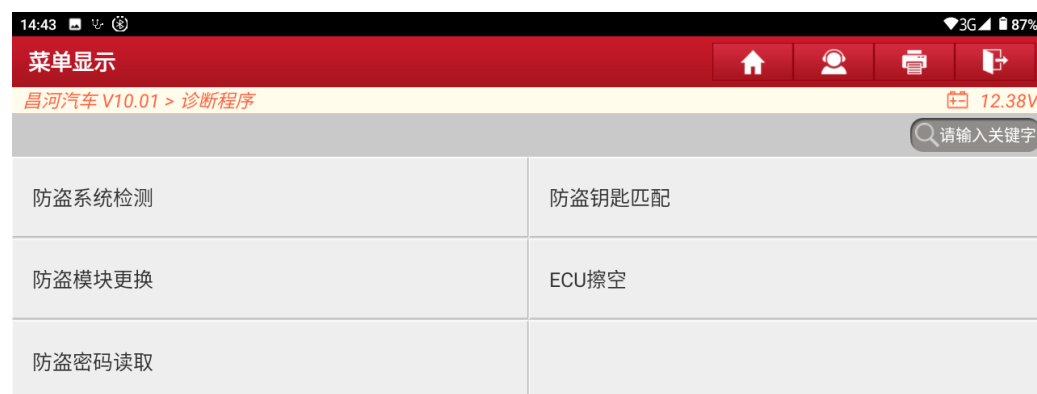 14:43 3G 87%
菜单显示
昌河汽车 V10.01 > 诊断程序 12.38V
请输入关键字
防盗系统检测 防盗钥匙匹配
防盗模块更换 ECU擦空
防盗密码读取